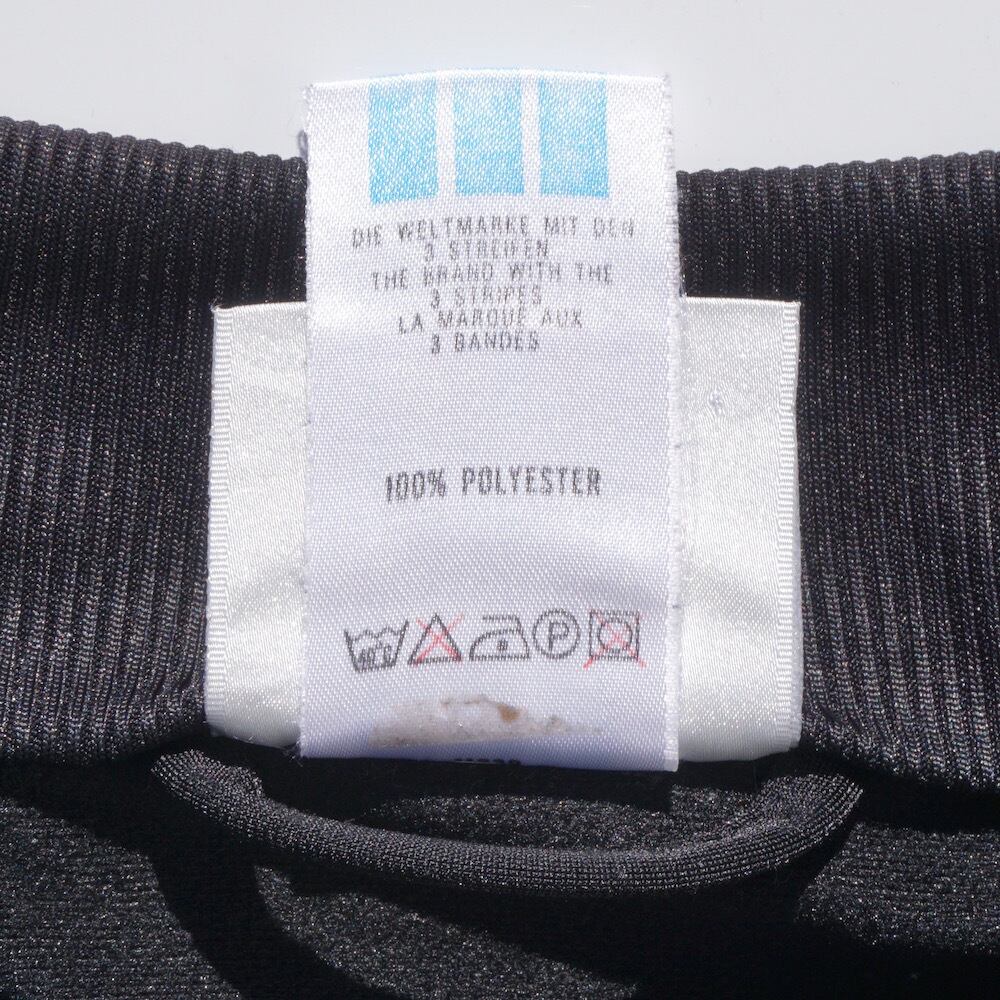 DIE WELTMARKE MIT DEN
3 STREIFEN
THE BRAND WITH THE
3 STRIPES
LA MARQUE AUX
3 BANDES
100% POLYESTER
40°C
P